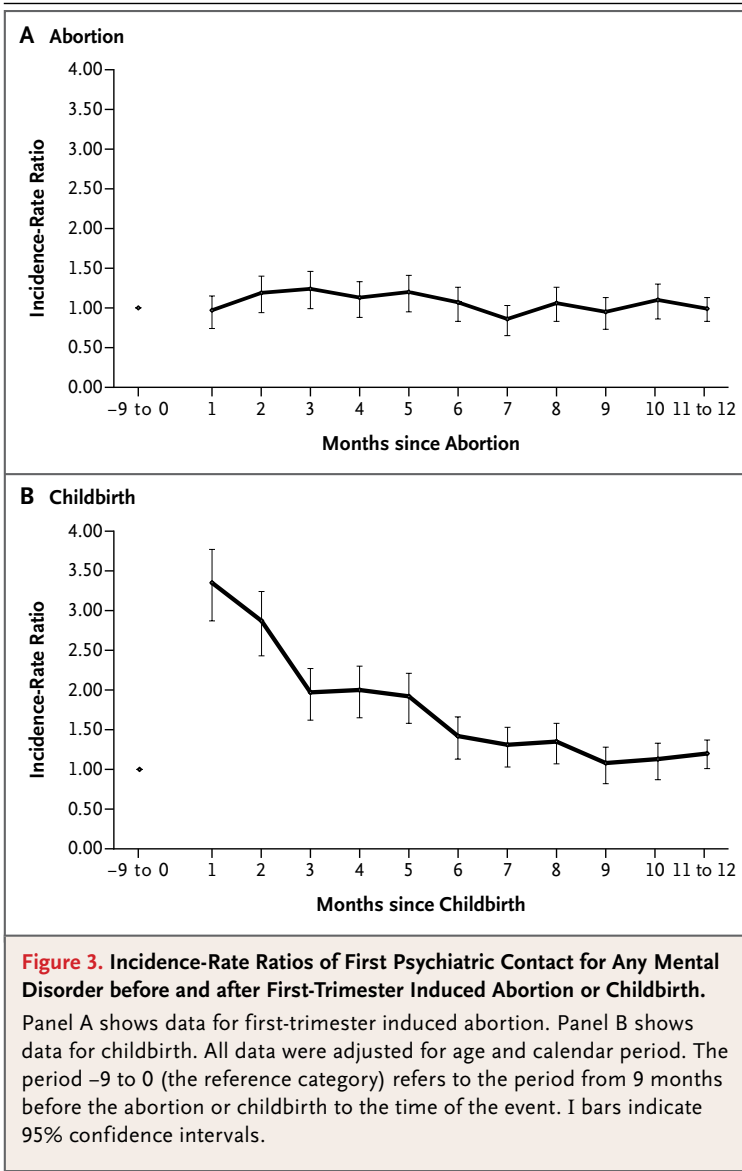 A Abortion
4.00
3.50
3.00
2.50
2.00
1.50
1.00
0.50
0.00
Incidence-Rate Ratio
–9 to 0 1 2 3 4 5 6 7 8 9 10 11 to 12
Months since Abortion
B Childbirth
4.00
3.50
3.00
2.50
2.00
1.50
1.00
0.50
0.00
Incidence-Rate Ratio
–9 to 0 1 2 3 4 5 6 7 8 9 10 11 to 12
Months since Childbirth
Figure 3. Incidence-Rate Ratios of First Psychiatric Contact for Any Mental
Disorder before and after First-Trimester Induced Abortion or Childbirth.
Panel A shows data for first-trimester induced abortion. Panel B shows
data for childbirth. All data were adjusted for age and calendar period. The
period –9 to 0 (the reference category) refers to the period from 9 months
before the abortion or childbirth to the time of the event. I bars indicate
95% confidence intervals.